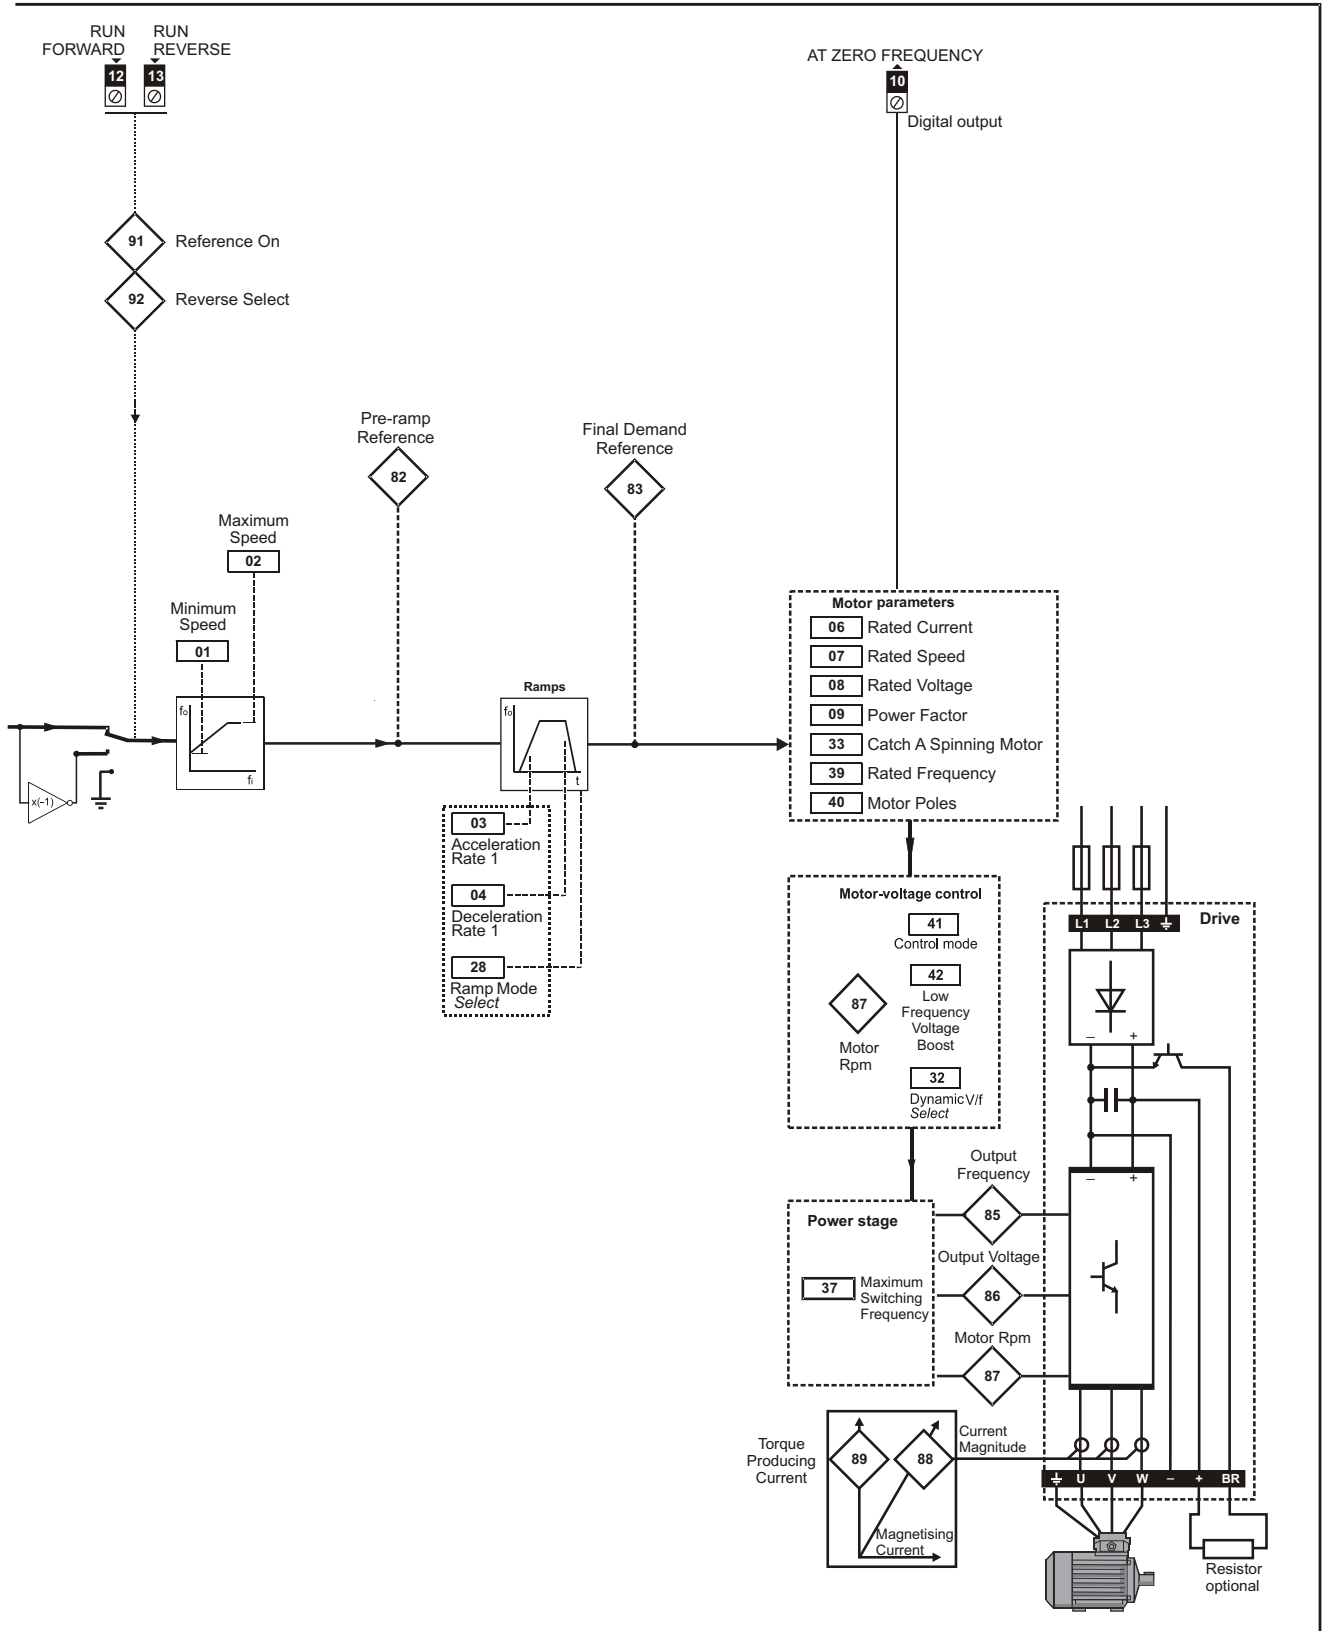 RUN FORWARD
RUN REVERSE
12
13
AT ZERO FREQUENCY
10
Digital output
91
Reference On
92
Reverse Select
Pre-ramp
Reference
82
Final Demand
Reference
83
Maximum
Speed
02
Minimum
Speed
01
fo
fi
x(-1)
Ramps
fo
t
03
Acceleration
Rate 1
04
Deceleration
Rate 1
28
Ramp Mode
Select
Motor parameters
06 Rated Current
07 Rated Speed
08 Rated Voltage
09 Power Factor
33 Catch A Spinning Motor
39 Rated Frequency
40 Motor Poles
Motor-voltage control
41
Control mode
42
Low
Frequency
Voltage
Boost
87
Motor
Rpm
32
Dynamic V/f
Select
Drive
L1 L2 L3
– +
– +
Power stage
37
Maximum
Switching
Frequency
Output
Frequency
85
Output Voltage
86
Motor Rpm
87
Torque
Producing
Current
89
88
Current
Magnitude
Magnetising
Current
U V W – + BR
Resistor
optional